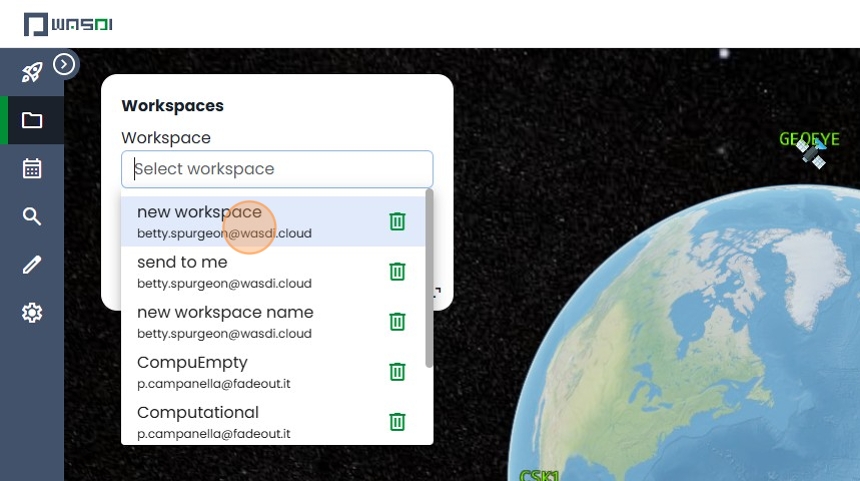 WASDI
Workspaces
Workspace
Select workspace
new workspace
betty.spurgeon@wasdi.cloud
send to me
betty.spurgeon@wasdi.cloud
new workspace name
betty.spurgeon@wasdi.cloud
CompuEmpty
p.campanella@fadeout.it
Computational
p.campanella@fadeout.it
GEOEYE
CSK1